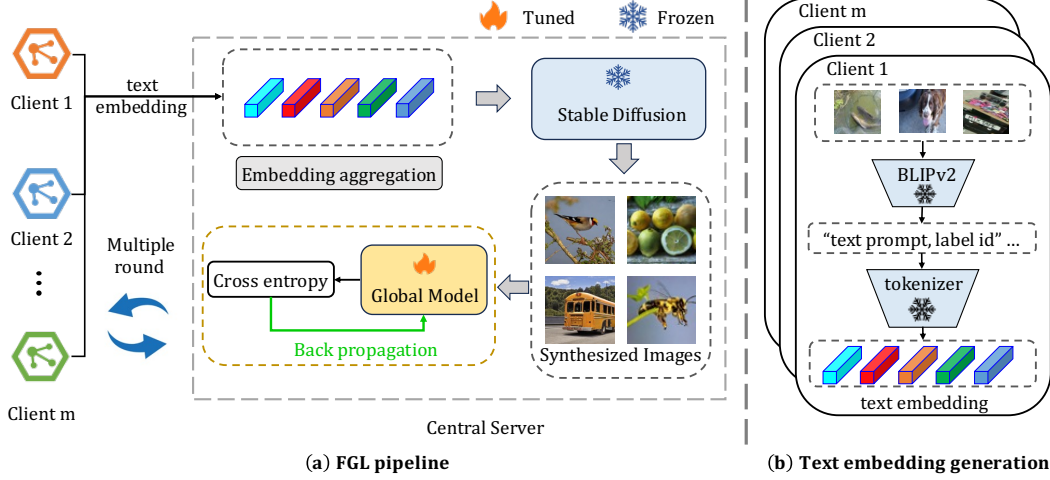 Tuned
Frozen
Client 1
text
embedding
Embedding aggregation
Stable Diffusion
Client 2
Multiple
round
Cross entropy
Global Model
Back propagation
Synthesized Images
Client m
Central Server
(a) FGL pipeline
Client m
Client 2
Client 1
BLIPv2
“text prompt, label id” ...
tokenizer
text embedding
(b) Text embedding generation